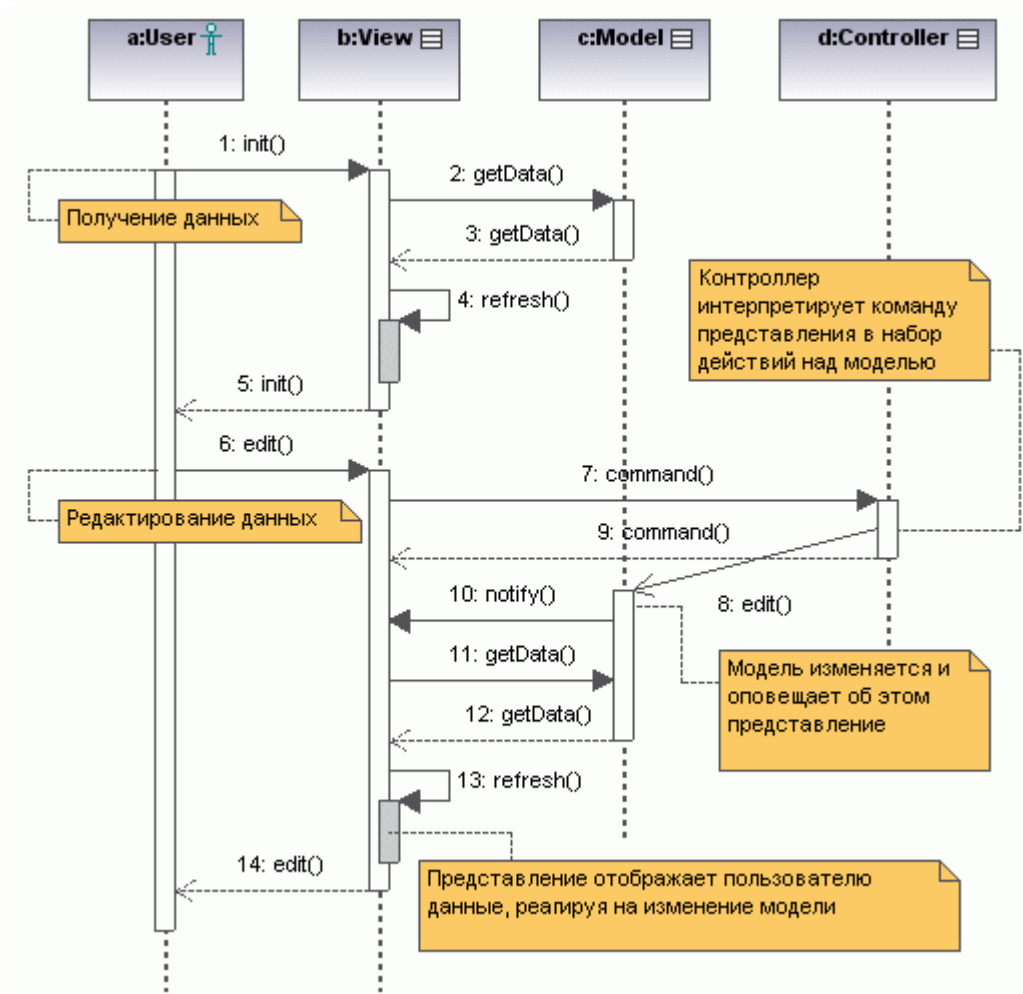 a:User
b:View
c:Model
d:Controller
1: init()
2: getData()
Получение данных
3: getData()
Контроллер
интерпретирует команду
представления в набор
действий над моделью
4: refresh()
5: init()
6: edit()
7: command()
Редактирование данных
9: command()
10: notify()
8: edit()
11: getData()
Модель изменяется и
оповещает об этом
представление
12: getData()
13: refresh()
14: edit()
Представление отображает пользователю
данные, реагируя на изменение модели